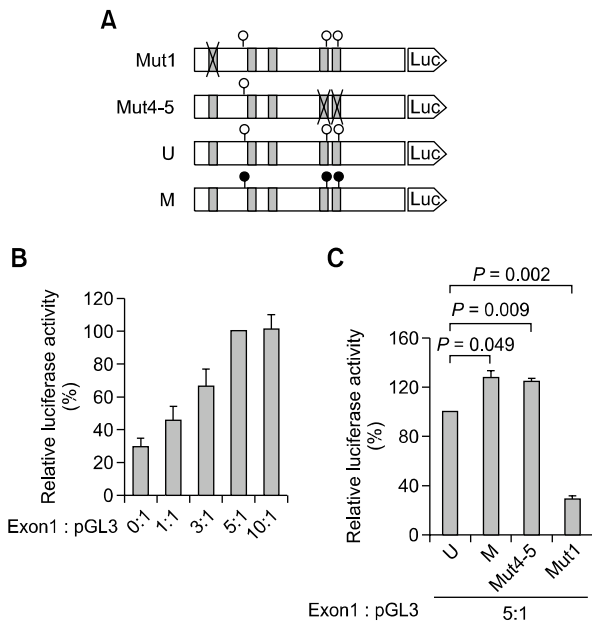 A
Mut1 Luc
Mut4-5 Luc
U Luc
M Luc
B
Relative luciferase activity
(%)
120
100
80
60
40
20
0
Exon1 : pGL3 0:1 1:1 3:1 5:1 10:1
C
P = 0.002
P = 0.009
P = 0.049
Relative luciferase activity
(%)
160
120
80
40
0
U M Mut4-5 Mut1
Exon1 : pGL3 5:1